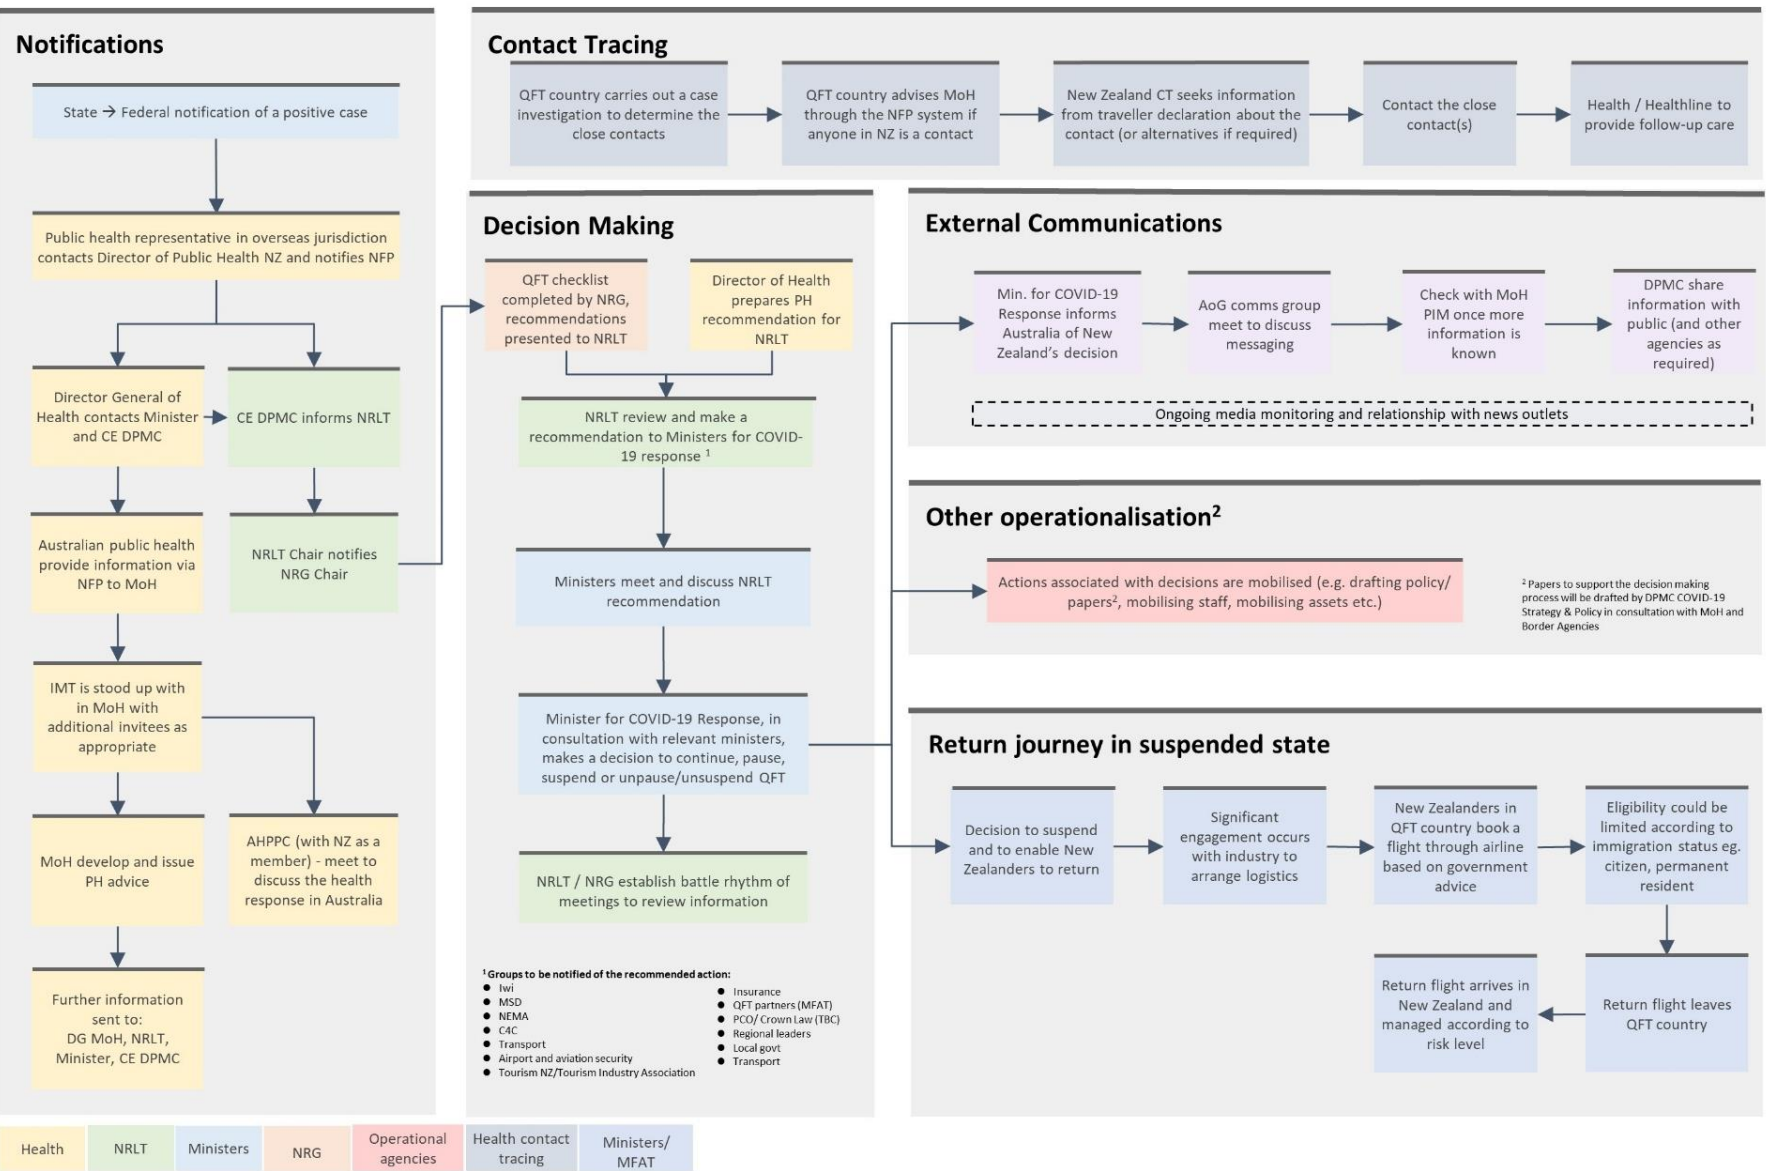 Notifications
State → Federal notification of a positive case
Public health representative in overseas jurisdiction
contacts Director of Public Health NZ and notifies NFP
Director General of
Health contacts Minister
and CE DPMC
CE DPMC informs NRLT
Australian public health
provide information via
NFP to MoH
NRLT Chair notifies
NRG Chair
IMT is stood up with
in MoH with
additional invitees as
appropriate
MoH develop and issue
PH advice
AHPPC (with NZ as a
member) - meet to
discuss the health
response in Australia
Further information
sent to:
DG MoH, NRLT,
Minister, CE DPMC
Contact Tracing
QFT country carries out a case
investigation to determine the
close contacts
QFT country advises MoH
through the NFP system if
anyone in NZ is a contact
New Zealand CT seeks information
from traveller declaration about the
contact (or alternatives if required)
Contact the close
contact(s)
Health / Healthline to
provide follow-up care
Decision Making
QFT checklist
completed by NRG,
recommendations
presented to NRLT
Director of Health
prepares PH
recommendation for
NRLT
NRLT review and make a
recommendation to Ministers for COVID-
19 response ¹
Ministers meet and discuss NRLT
recommendation
Minister for COVID-19 Response, in
consultation with relevant ministers,
makes a decision to continue, pause,
suspend or unpause/unsuspend QFT
NRLT / NRG establish battle rhythm of
meetings to review information
¹ Groups to be notified of the recommended action:
● Iwi
● MSD
● NEMA
● C4C
● Transport
● Airport and aviation security
● Tourism NZ/Tourism Industry Association
● Insurance
● QFT partners (MFAT)
● PCO/ Crown Law (TBC)
● Regional leaders
● Local govt
● Transport
External Communications
Min. for COVID-19
Response informs
Australia of New
Zealand's decision
AoG comms group
meet to discuss
messaging
Check with MoH
PIM once more
information is
known
DPMC share
information with
public (and other
agencies as
required)
Ongoing media monitoring and relationship with news outlets
Other operationalisation²
Actions associated with decisions are mobilised (e.g. drafting policy/
papers², mobilising staff, mobilising assets etc.)
² Papers to support the decision making
process will be drafted by DPMC COVID-19
Strategy & Policy in consultation with MoH and
Border Agencies
Return journey in suspended state
Decision to suspend
and to enable New
Zealanders to return
Significant
engagement occurs
with industry to
arrange logistics
New Zealanders in
QFT country book a
flight through airline
based on government
advice
Eligibility could be
limited according to
immigration status eg.
citizen, permanent
resident
Return flight leaves
QFT country
Return flight arrives in
New Zealand and
managed according to
risk level
Health
NRLT
Ministers
NRG
Operational
agencies
Health contact
tracing
Ministers/
MFAT